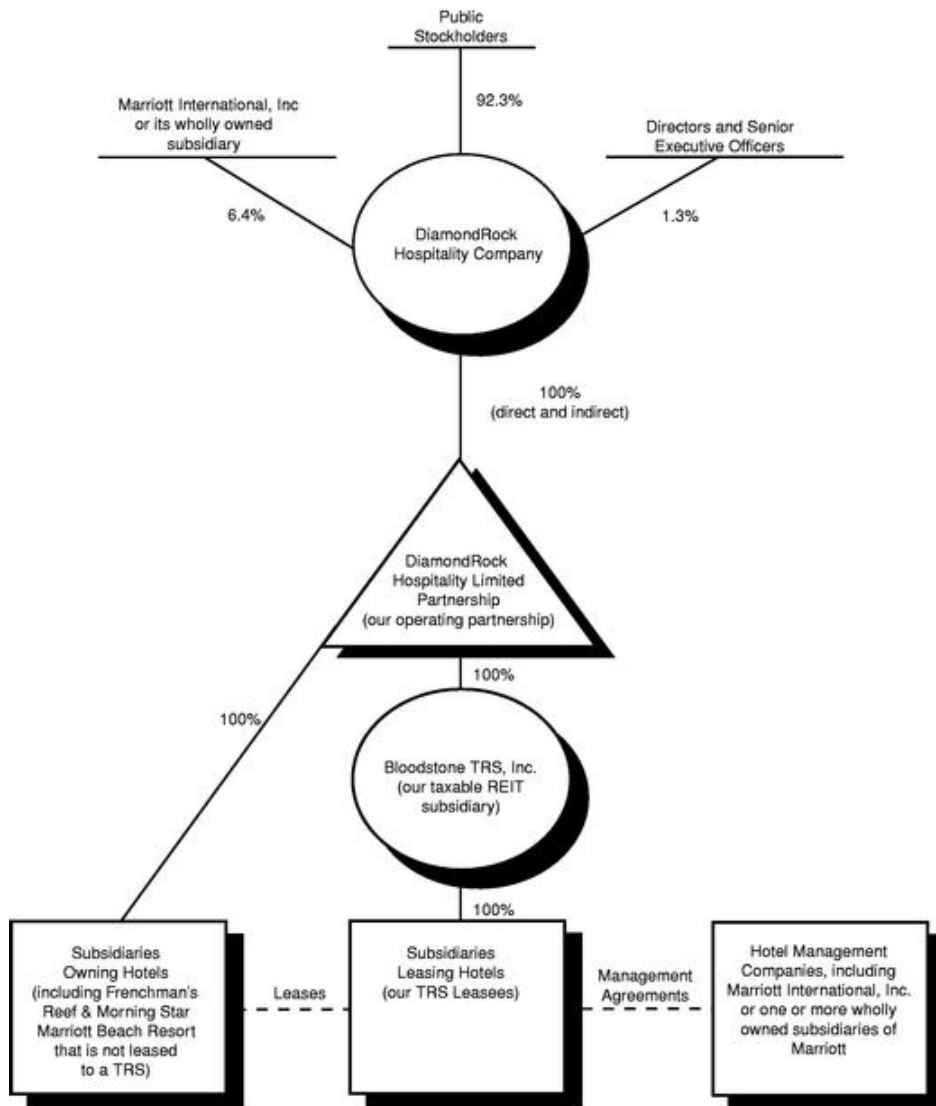 Public
Stockholders
92.3%
Marriott International, Inc
or its wholly owned
subsidiary
Directors and Senior
Executive Officers
6.4%
1.3%
DiamondRock
Hospitality Company
100%
(direct and indirect)
DiamondRock
Hospitality Limited
Partnership
(our operating partnership)
100%
100%
Bloodstone TRS, Inc.
(our taxable REIT
subsidiary)
100%
Subsidiaries
Owning Hotels
(including Frenchman's
Reef & Morning Star
Marriott Beach Resort
that is not leased
to a TRS)
Leases
Subsidiaries
Leasing Hotels
(our TRS Leasees)
Management
Agreements
Hotel Management
Companies, including
Marriott International, Inc.
or one or more wholly
owned subsidiaries of
Marriott